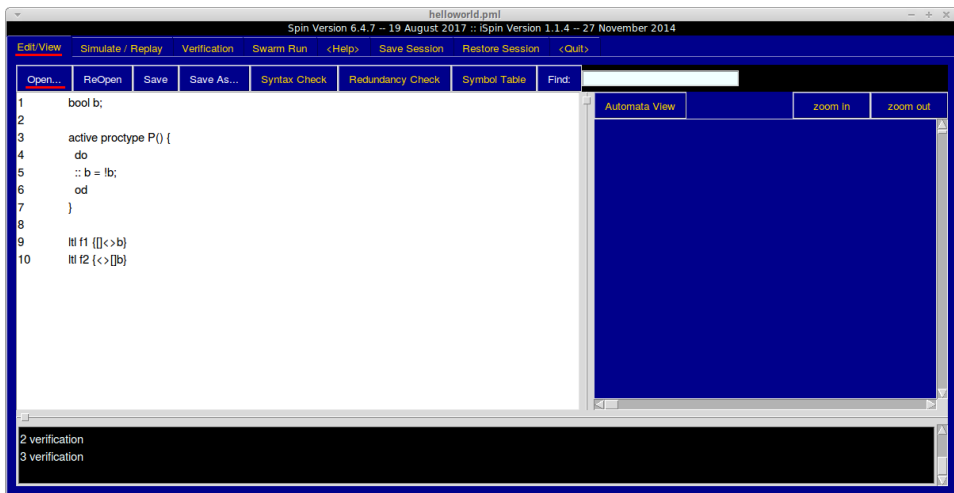 helloworld.pml
Spin Version 6.4.7 -- 19 August 2017 :: iSpin Version 1.1.4 -- 27 November 2014
Edit/View Simulate / Replay Verification Swarm Run <Help> Save Session Restore Session <Quit>
Open... ReOpen Save Save As... Syntax Check Redundancy Check Symbol Table Find:
Automata View zoom in zoom out
1 bool b;
2
3 active proctype P() {
4 do
5 :: b = !b;
6 od
7 }
8
9 ltl f1 {[]<>b}
10 ltl f2 {<>[]b}
2 verification
3 verification